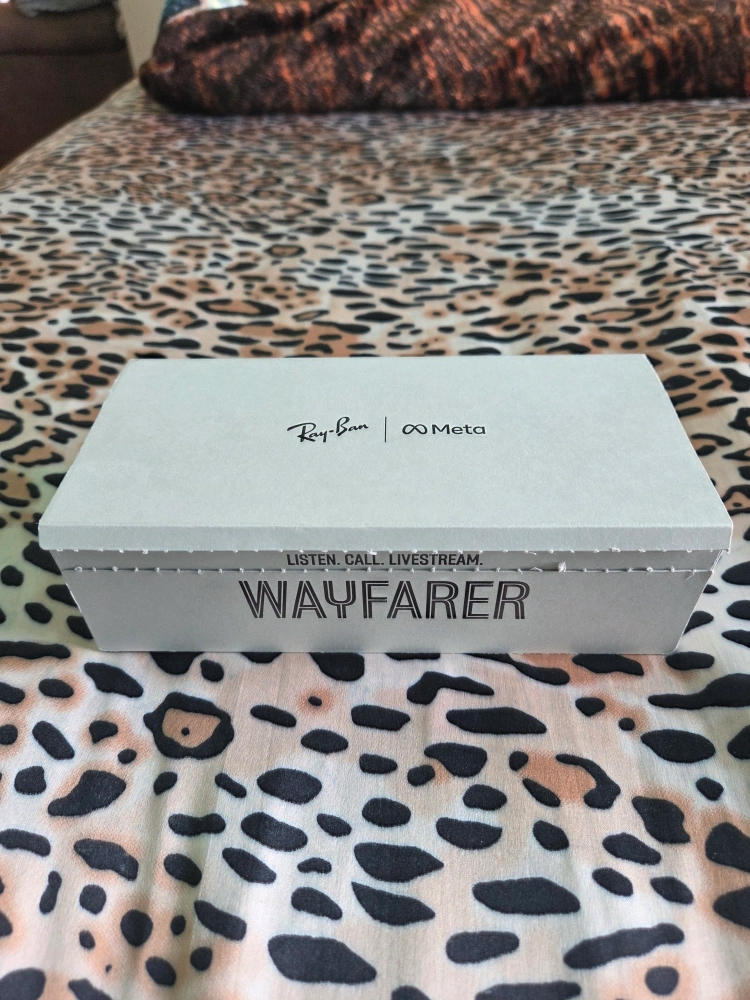 Ray-Ban | Meta
LISTEN. CALL. LIVESTREAM.
WAYFARER